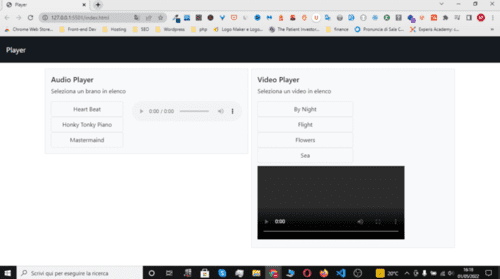 Player
127.0.0.1:5501/index.html
Chrome Web Store...
Front-end Dev
Hosting
SEO
Wordpress
php
Logo Maker e Logo...
The Patient Investor...
finance
Pronuncia di Sala C...
Experis Academy u...
Player
Audio Player
Seleziona un brano in elenco
Heart Beat
Honky Tonky Piano
Mastermaind
0:00 / 0:00
Video Player
Seleziona un video in elenco
By Night
Flight
Flowers
Sea
0:00
Scrivi qui per eseguire la ricerca
20°C
16:19
01/05/2022